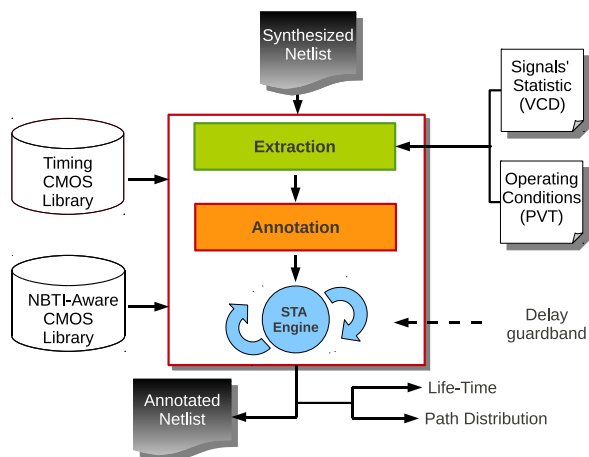 Synthesized
Netlist
Signals'
Statistic
(VCD)
Extraction
Timing
CMOS
Library
Operating
Conditions
(PVT)
Annotation
NBTI-Aware
CMOS
Library
STA
Engine
Delay
guardband
Annotated
Netlist
Life-Time
Path Distribution